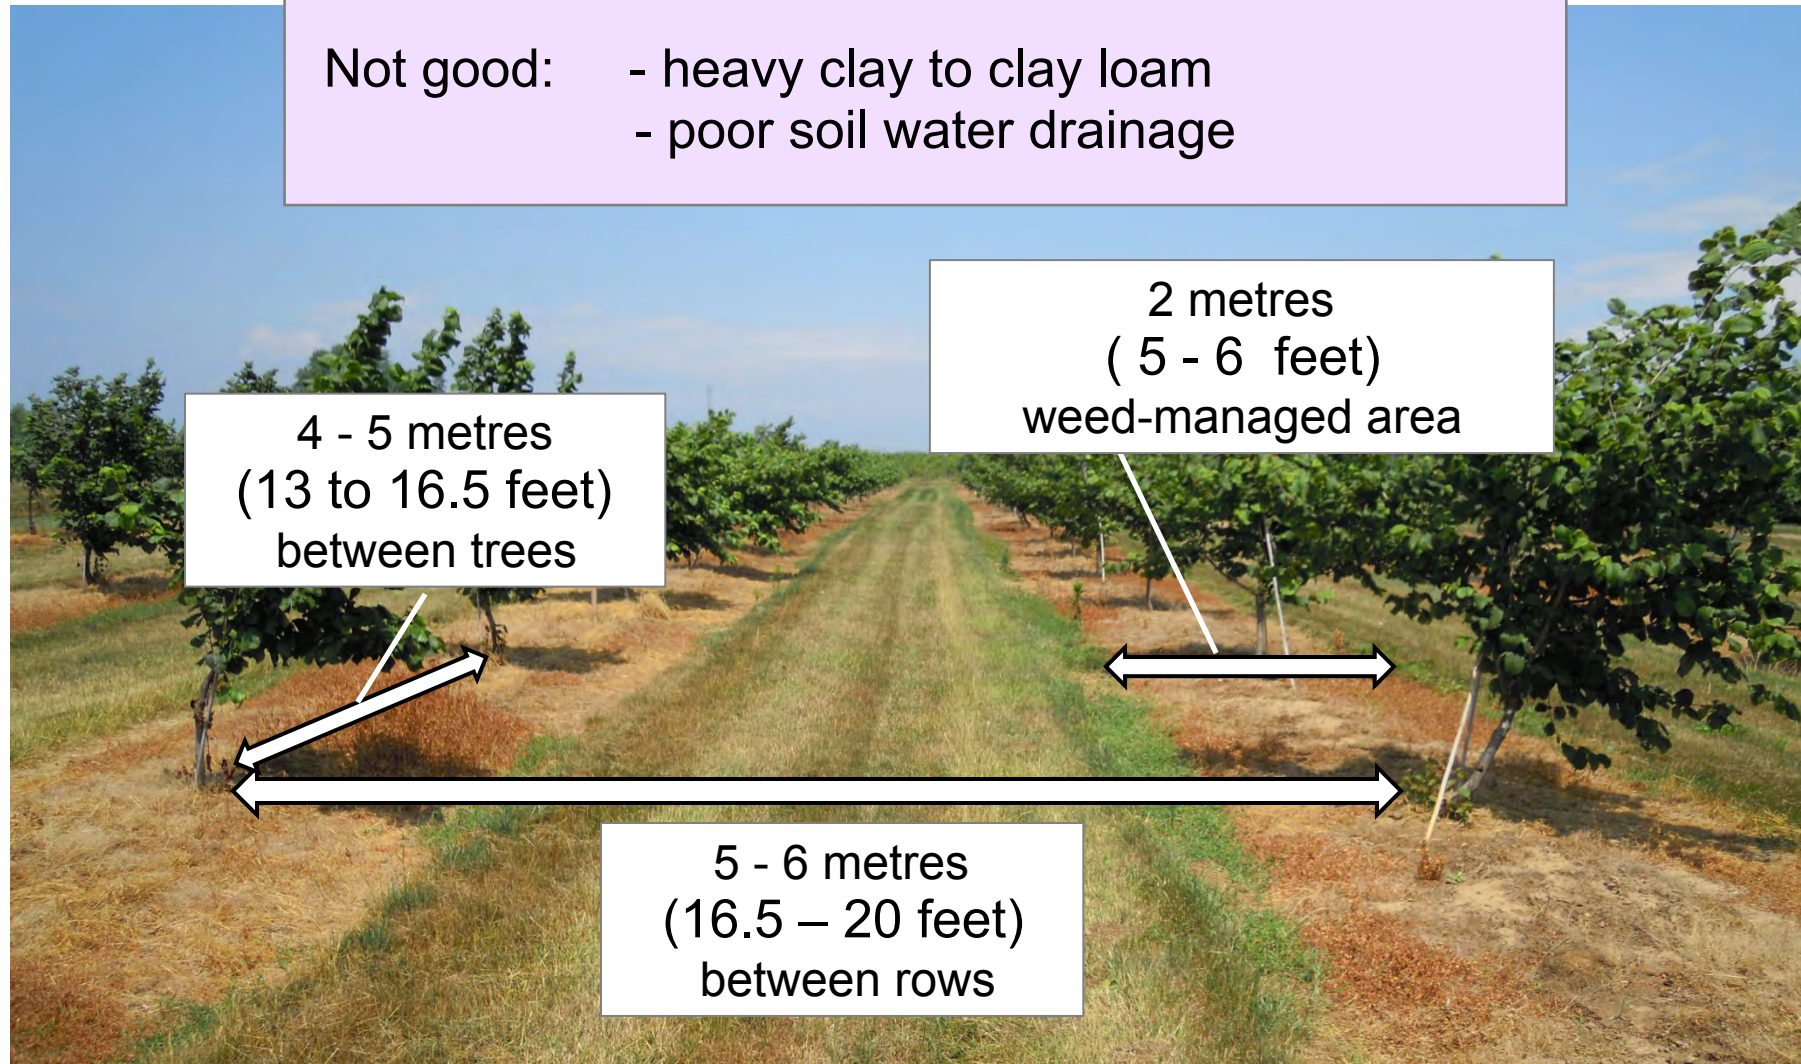 Not good: - heavy clay to clay loam
- poor soil water drainage
2 metres
( 5 - 6 feet)
weed-managed area
4 - 5 metres
(13 to 16.5 feet)
between trees
5 - 6 metres
(16.5 – 20 feet)
between rows